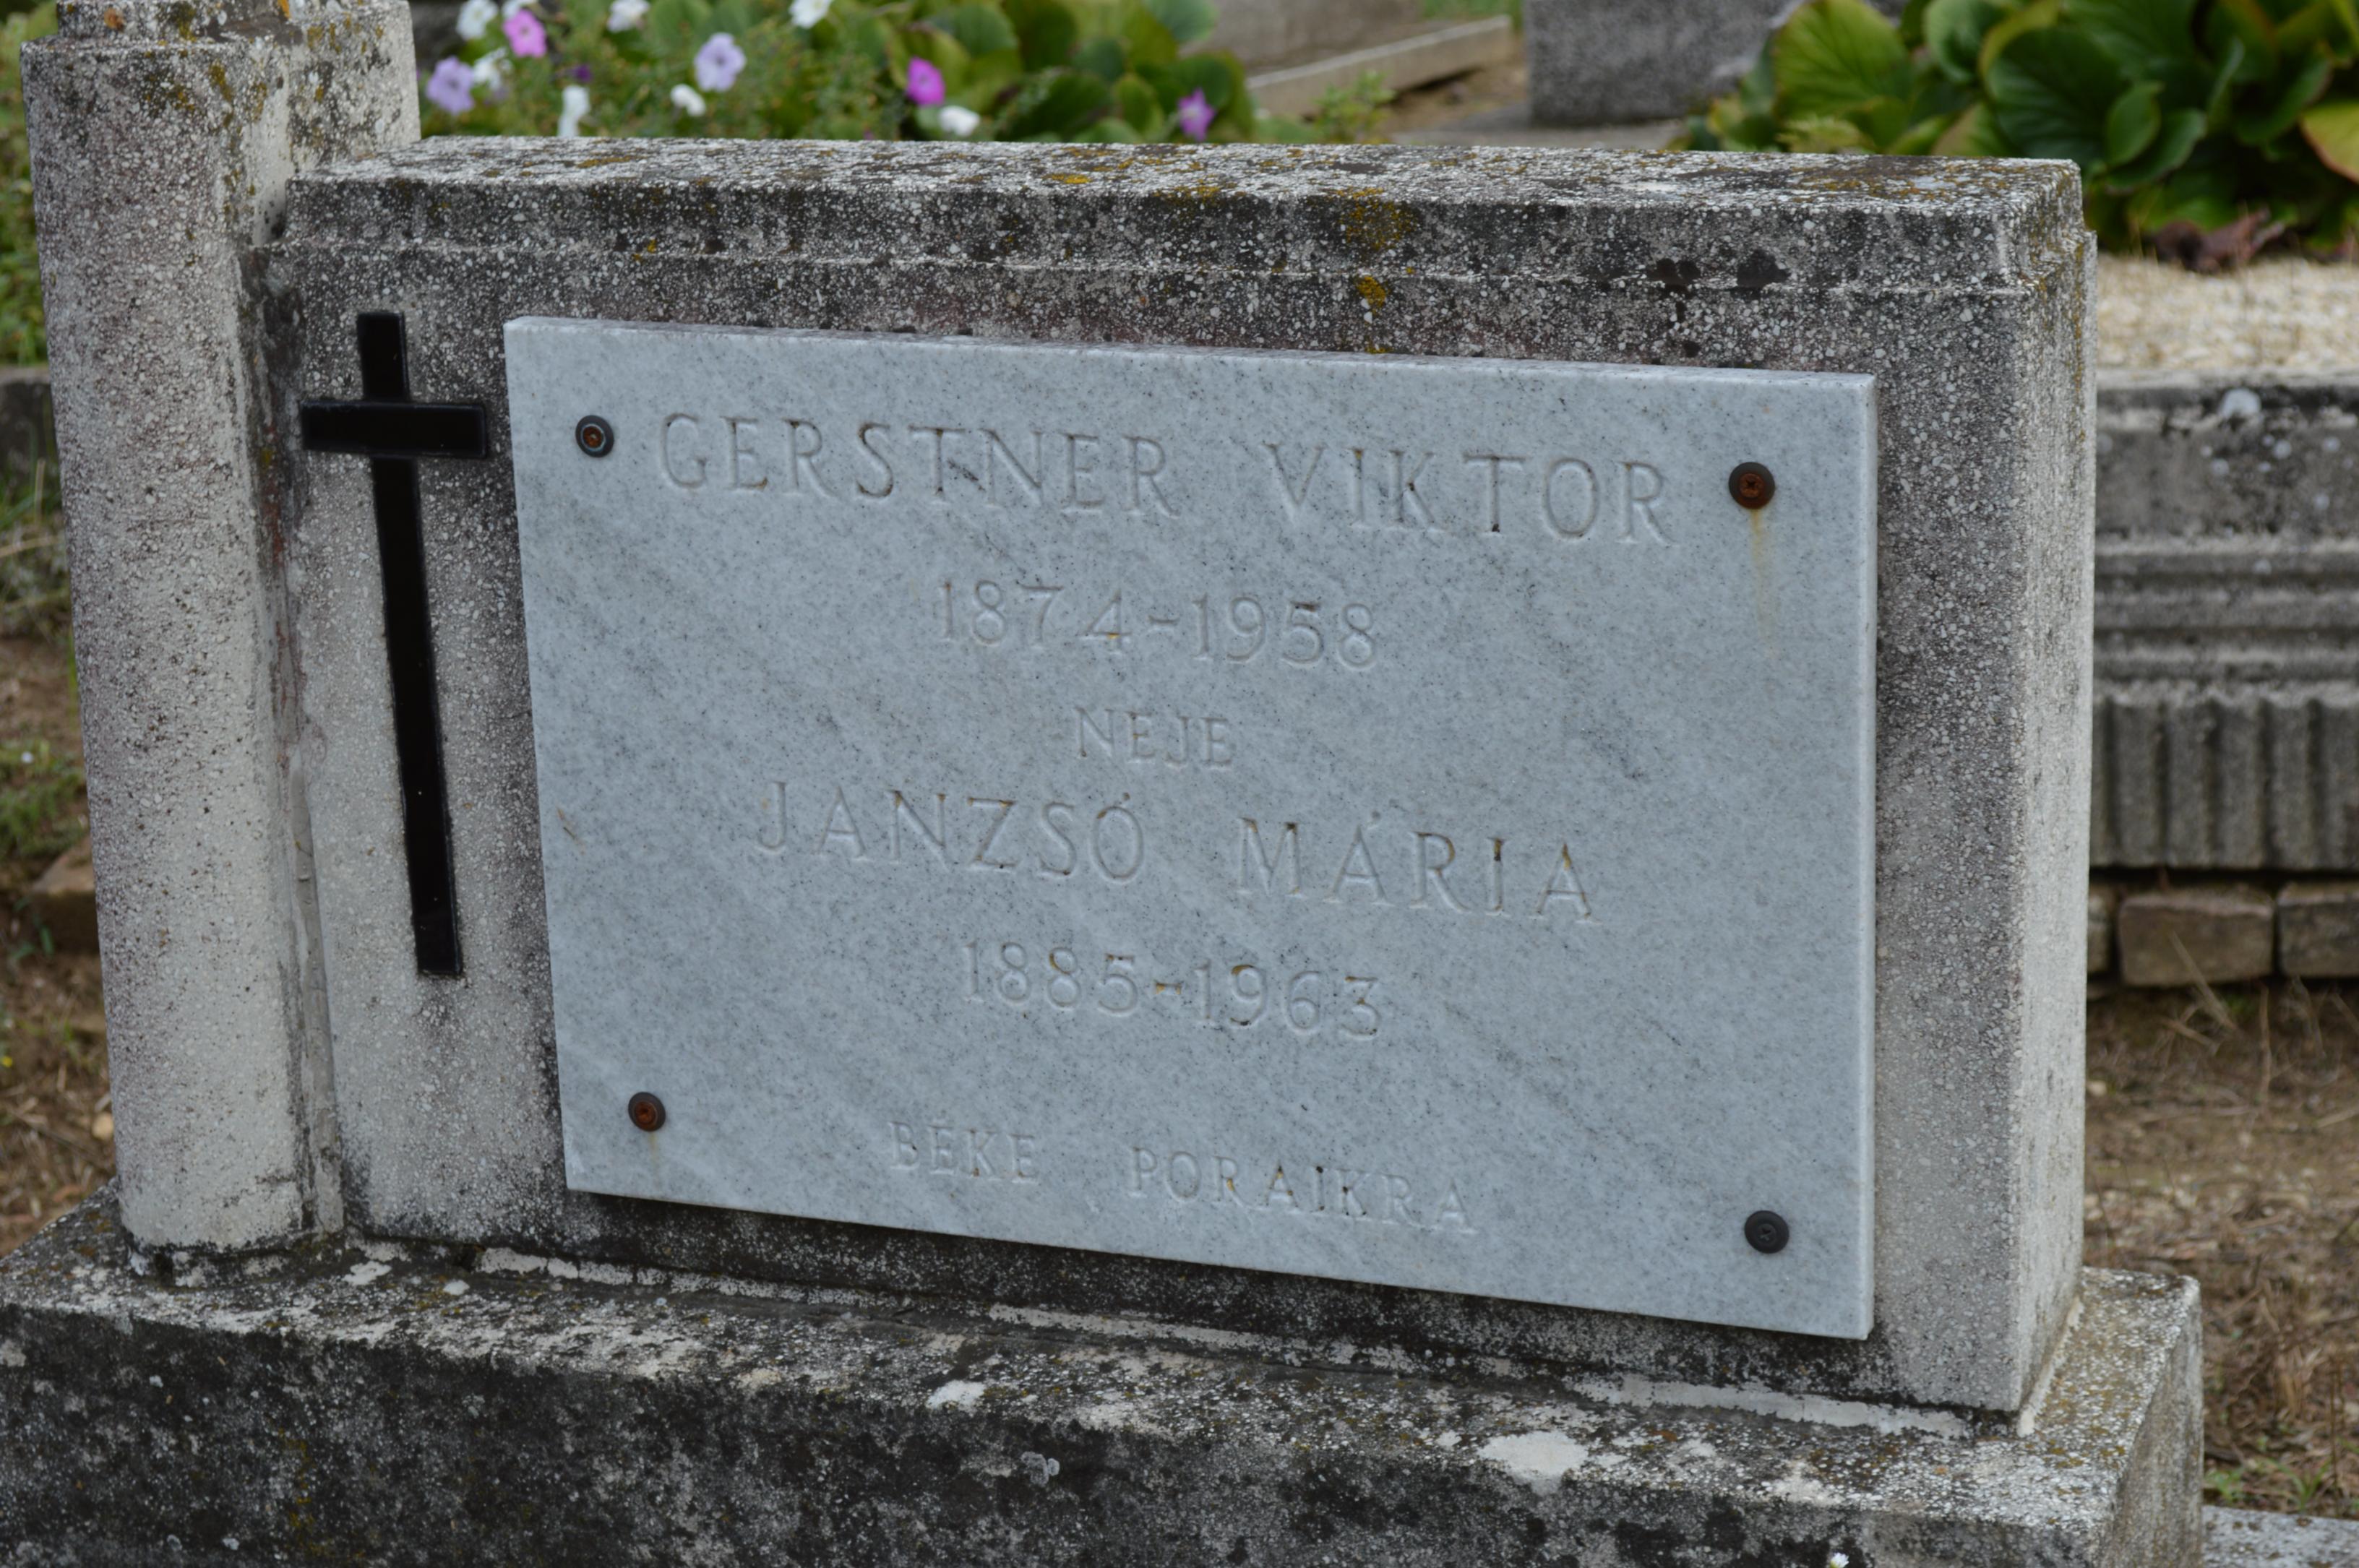 GERSTNER VIKTOR
1874-1958
NEJE
JANZSÓ MÁRIA
1885-1963
BÉKE PORAIKRA